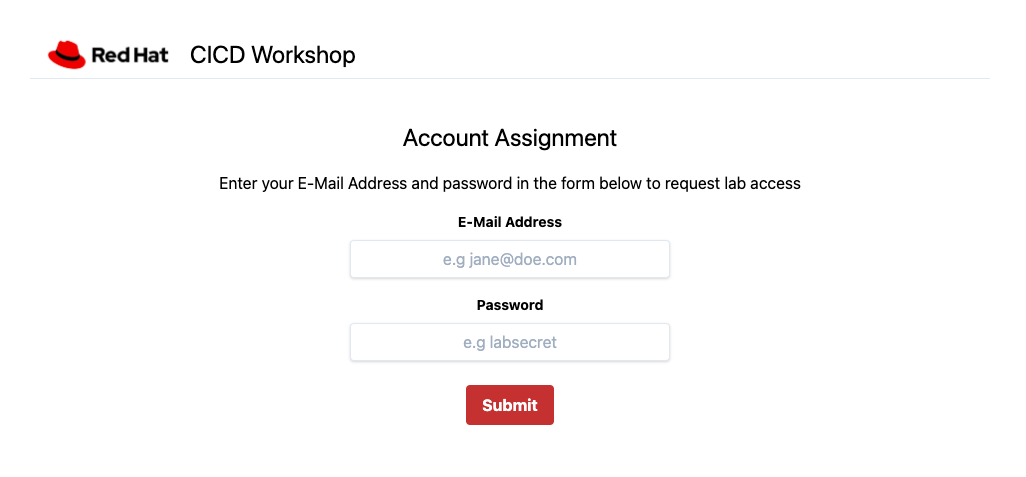 Red Hat CICD Workshop
Account Assignment
Enter your E-Mail Address and password in the form below to request lab access
E-Mail Address
e.g jane@doe.com
Password
e.g labsecret
Submit